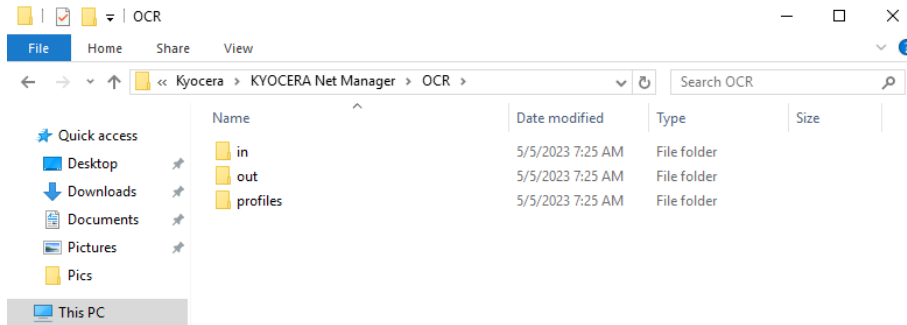 OCR
File Home Share View
« Kyocera > KYOCERA Net Manager > OCR > Search OCR
Name Date modified Type Size
Quick access
Desktop
Downloads
Documents
Pictures
Pics
This PC
in 5/5/2023 7:25 AM File folder
out 5/5/2023 7:25 AM File folder
profiles 5/5/2023 7:25 AM File folder